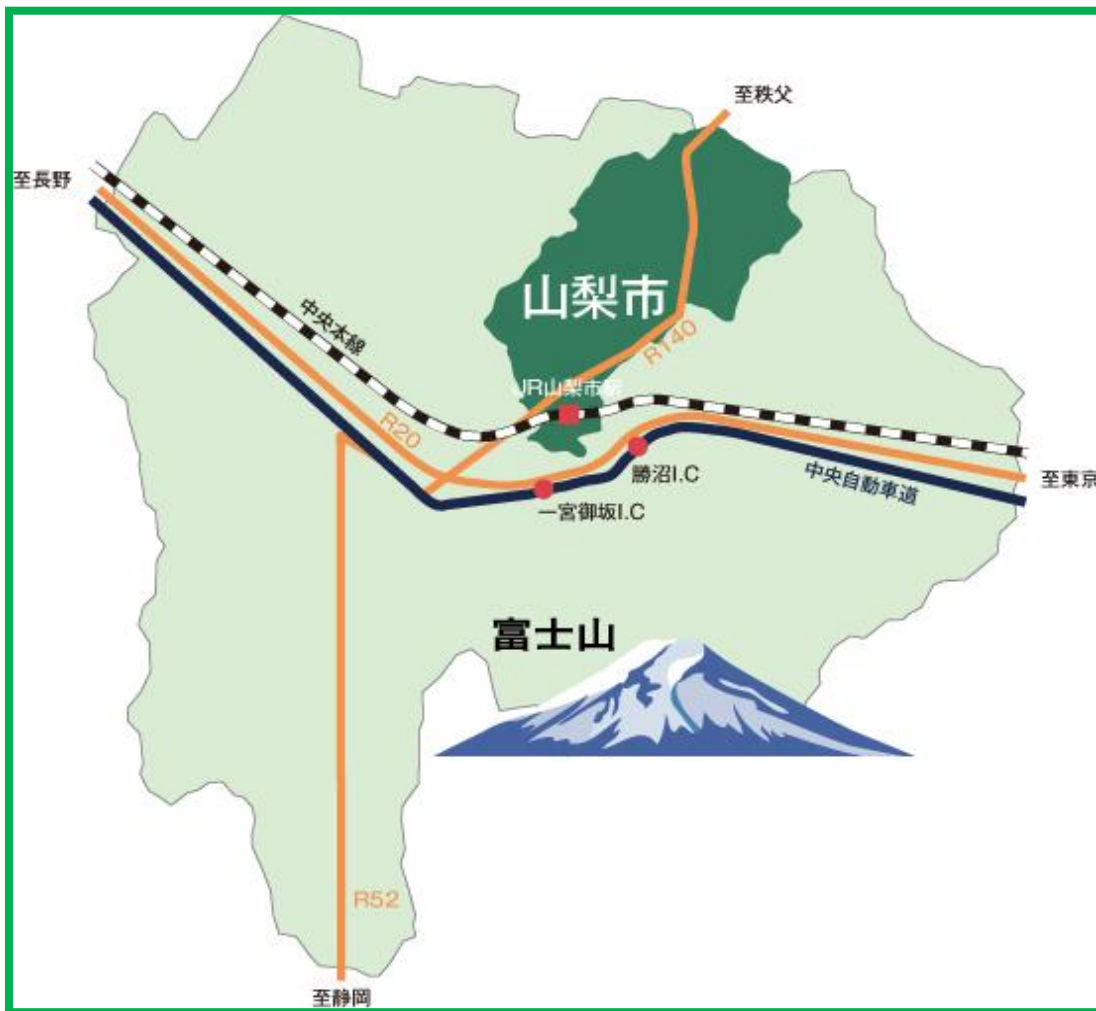 至秩父
至長野
山梨市
中央本線
R140
JR山梨市駅
R20
勝沼I.C
中央自動車道
至東京
一宮御坂I.C
富士山
R52
至静岡